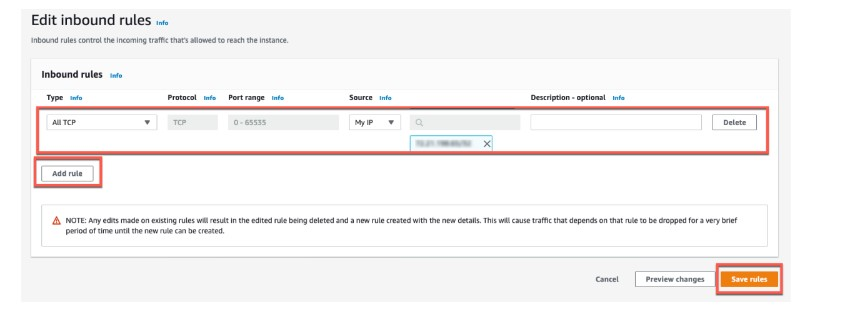 Edit inbound rules Info
Inbound rules control the incoming traffic that's allowed to reach the instance.
Inbound rules Info
Type Info Protocol Info Port range Info Source Info Description - optional Info
All TCP TCP 0 - 65535 My IP Delete
Add rule
NOTE: Any edits made on existing rules will result in the edited rule being deleted and a new rule created with the new details. This will cause traffic that depends on that rule to be dropped for a very brief
period of time until the new rule can be created.
Cancel Preview changes Save rules